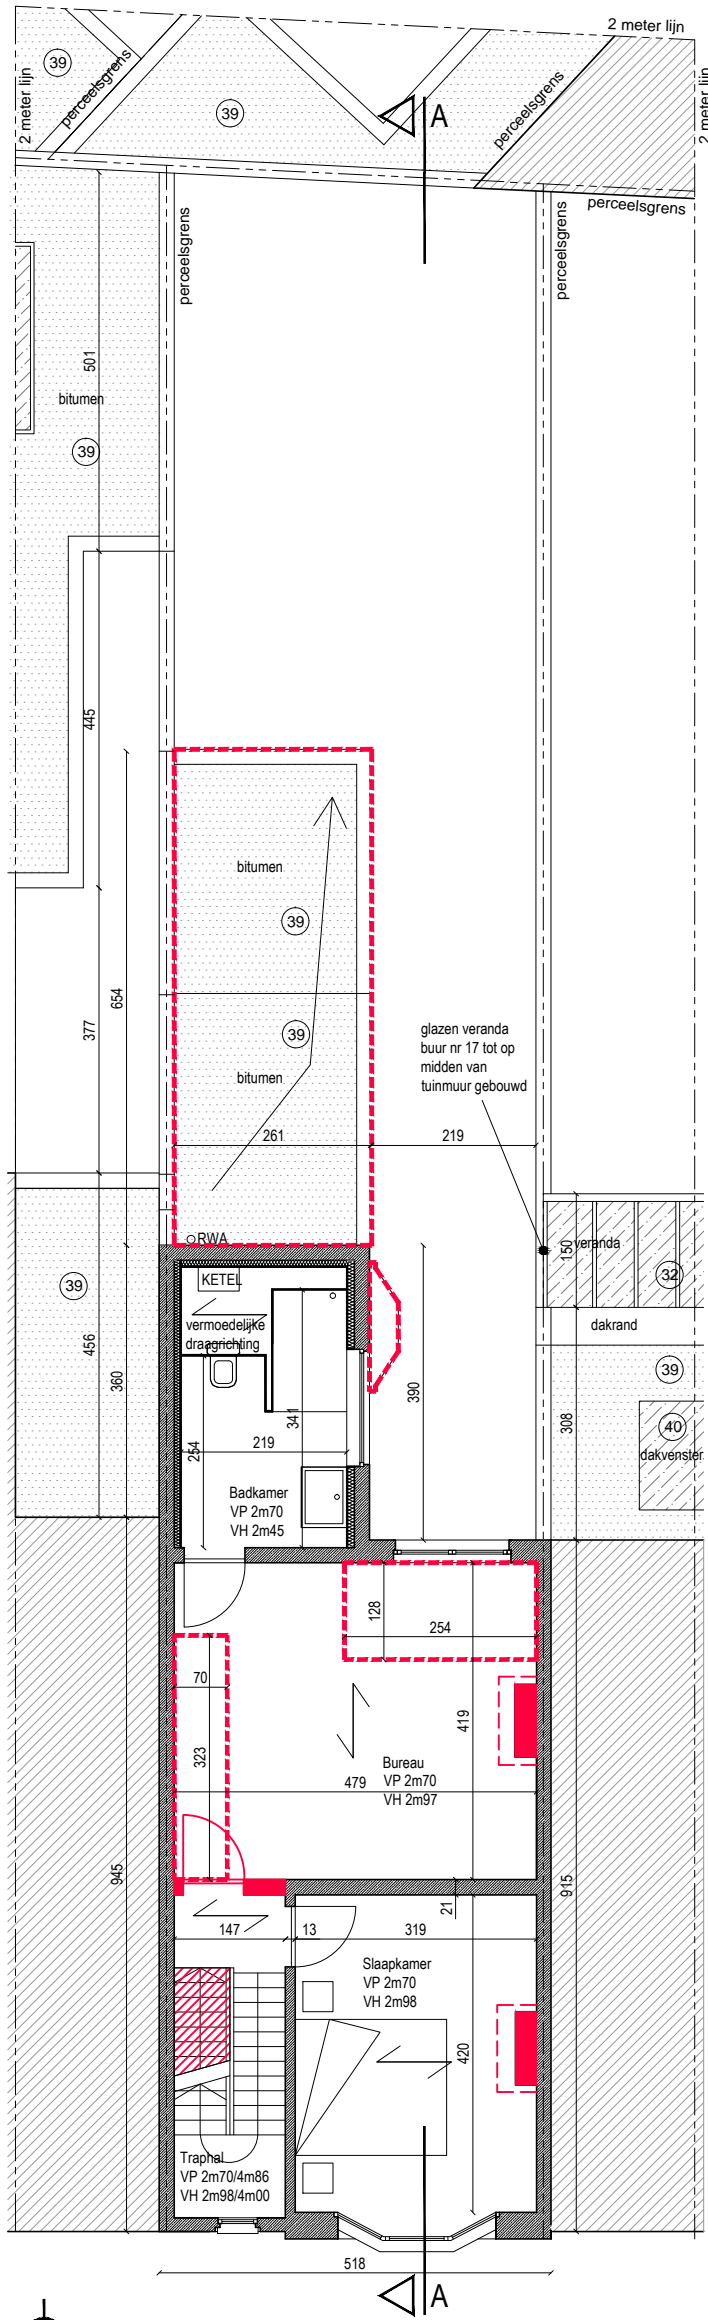 2 meter lijn
39
2 meter lijn
perceelsgrens
39
A
perceelsgrens
2 meter lijn
perceelsgrens
perceelsgrens
perceelsgrens
501
bitumen
39
445
654
bitumen
39
377
39
bitumen
glazen veranda
buur nr 17 tot op
midden van
tuinmuur gebouwd
261
219
RWA
150
veranda
32
KETEL
39
vermoedelijke
draagrichting
dakrand
456
360
39
390
308
341
254
219
40
dakvenster
Badkamer
VP 2m70
VH 2m45
128
254
70
419
323
Bureau
VP 2m70
VH 2m97
479
945
915
21
147
13
319
Slaapkamer
VP 2m70
VH 2m98
420
Traphal
VP 2m70/4m86
VH 2m98/4m00
518
A